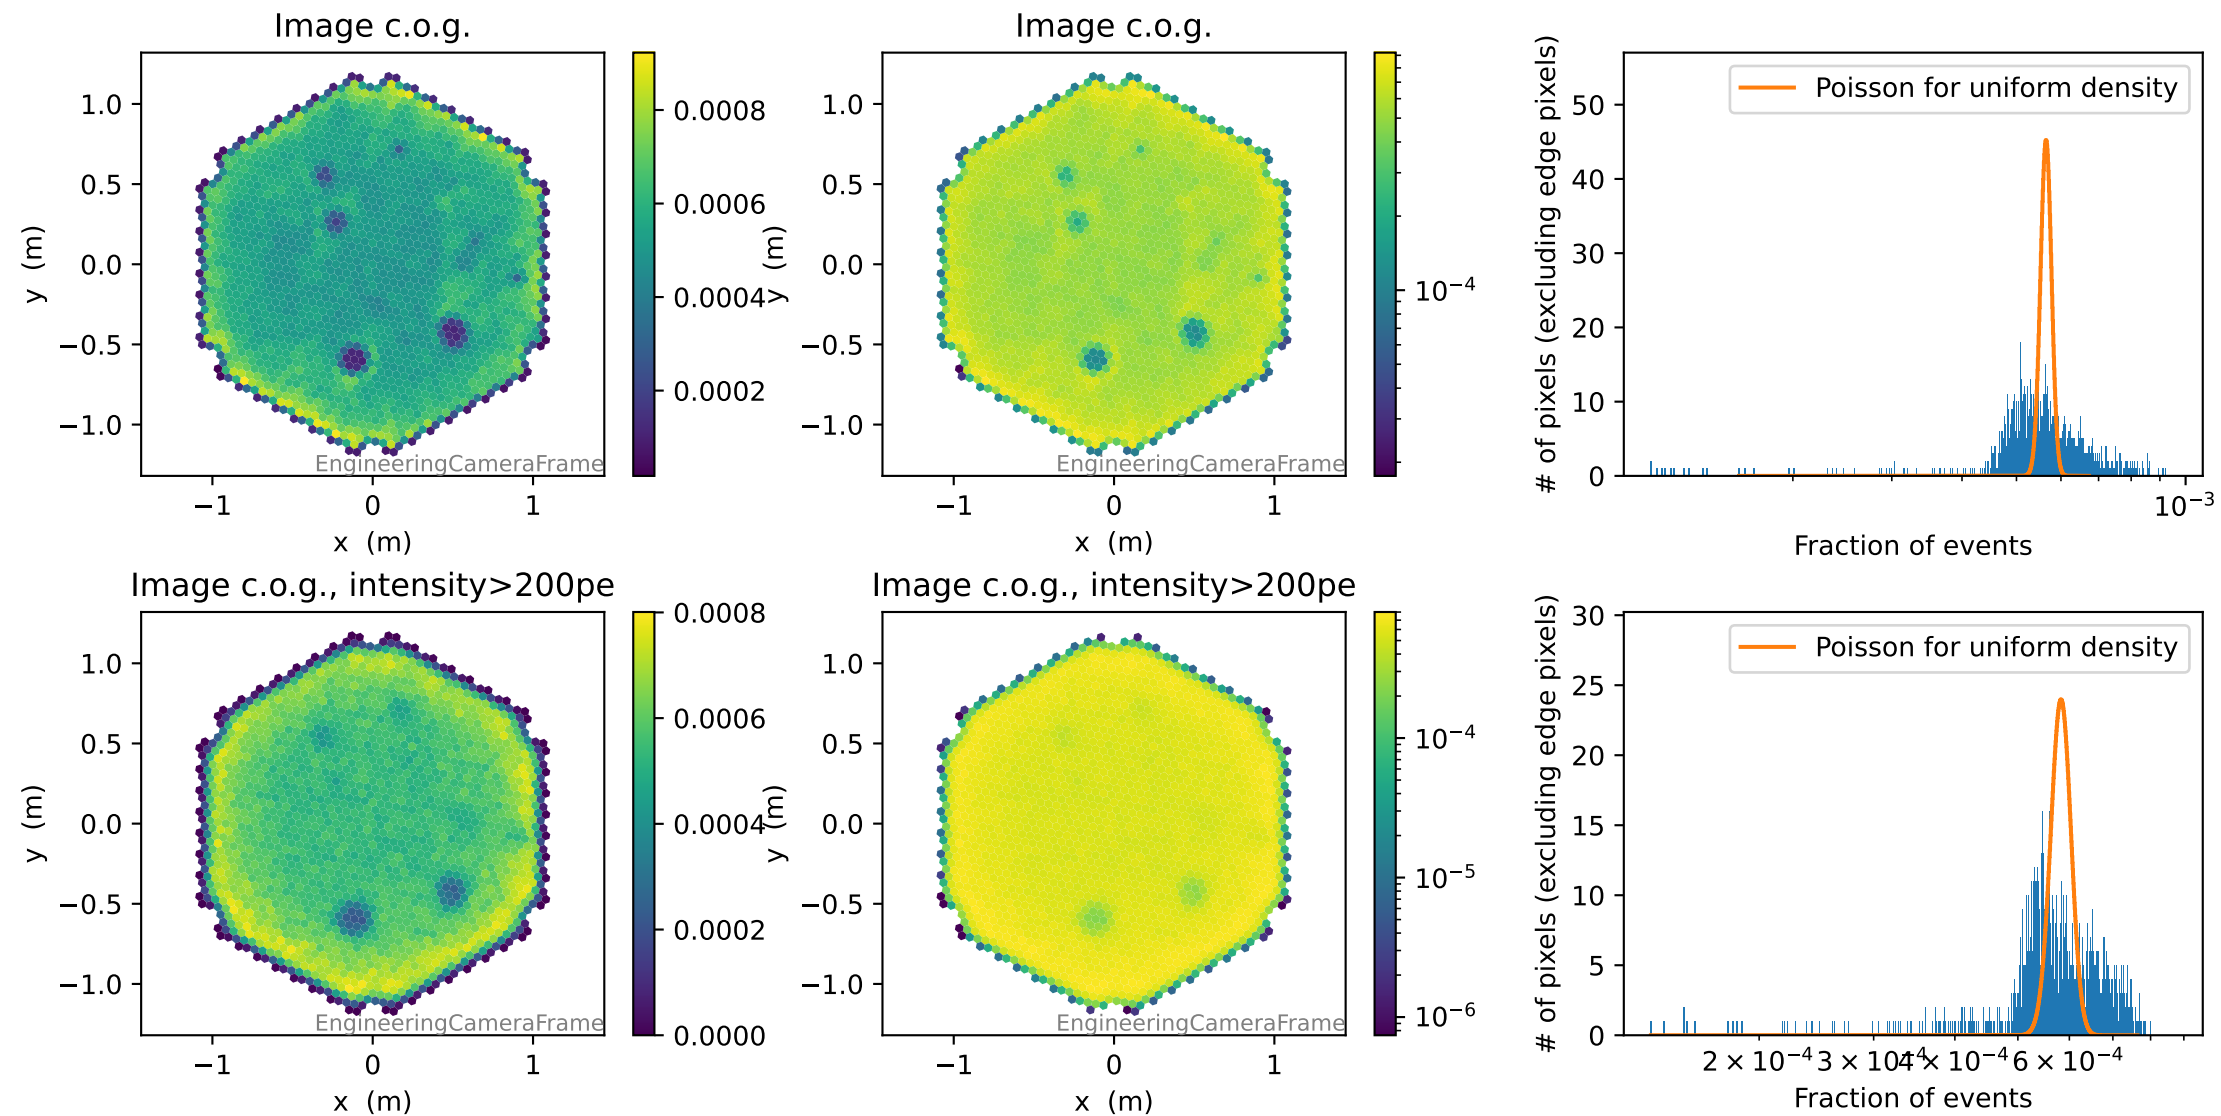 Image c.o.g.
1.0
0.5
0.0
−0.5
−1.0
y (m)
−1
0
1
x (m)
EngineeringCameraFrame
0.0008
0.0006
0.0004
0.0002
Image c.o.g.
1.0
0.5
0.0
−0.5
−1.0
y (m)
−1
0
1
x (m)
EngineeringCameraFrame
10⁻⁴
# of pixels (excluding edge pixels)
50
40
30
20
10
0
Poisson for uniform density
10⁻³
Fraction of events
Image c.o.g., intensity>200pe
1.0
0.5
0.0
−0.5
−1.0
y (m)
−1
0
1
x (m)
EngineeringCameraFrame
0.0008
0.0006
0.0004
0.0002
0.0000
Image c.o.g., intensity>200pe
1.0
0.5
0.0
−0.5
−1.0
y (m)
−1
0
1
x (m)
EngineeringCameraFrame
10⁻⁴
10⁻⁵
10⁻⁶
# of pixels (excluding edge pixels)
30
25
20
15
10
5
0
Poisson for uniform density
2 × 10⁻⁴
3 × 10⁻⁴
4 × 10⁻⁴
6 × 10⁻⁴
Fraction of events